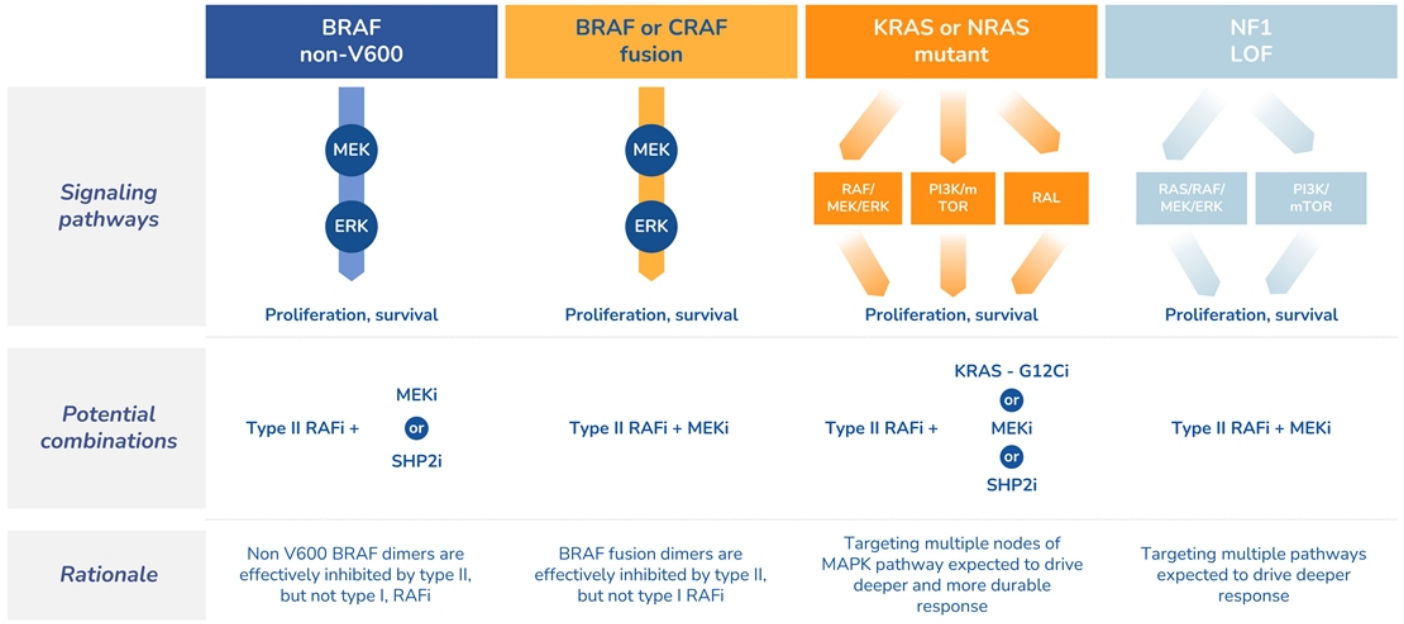 BRAF
non-V600
BRAF or CRAF
fusion
KRAS or NRAS
mutant
NF1
LOF
Signaling
pathways
MEK
ERK
Proliferation, survival
MEK
ERK
Proliferation, survival
RAF/
MEK/ERK
PI3K/m
TOR
RAL
Proliferation, survival
RAS/RAF/
MEK/ERK
PI3K/
mTOR
Proliferation, survival
Potential
combinations
Type II RAFi +
MEKi
or
SHP2i
Type II RAFi + MEKi
Type II RAFi +
KRAS - G12Ci
or
MEKi
or
SHP2i
Type II RAFi + MEKi
Rationale
Non V600 BRAF dimers are
effectively inhibited by type II,
but not type I, RAFi
BRAF fusion dimers are
effectively inhibited by type II,
but not type I RAFi
Targeting multiple nodes of
MAPK pathway expected to drive
deeper and more durable
response
Targeting multiple pathways
expected to drive deeper
response